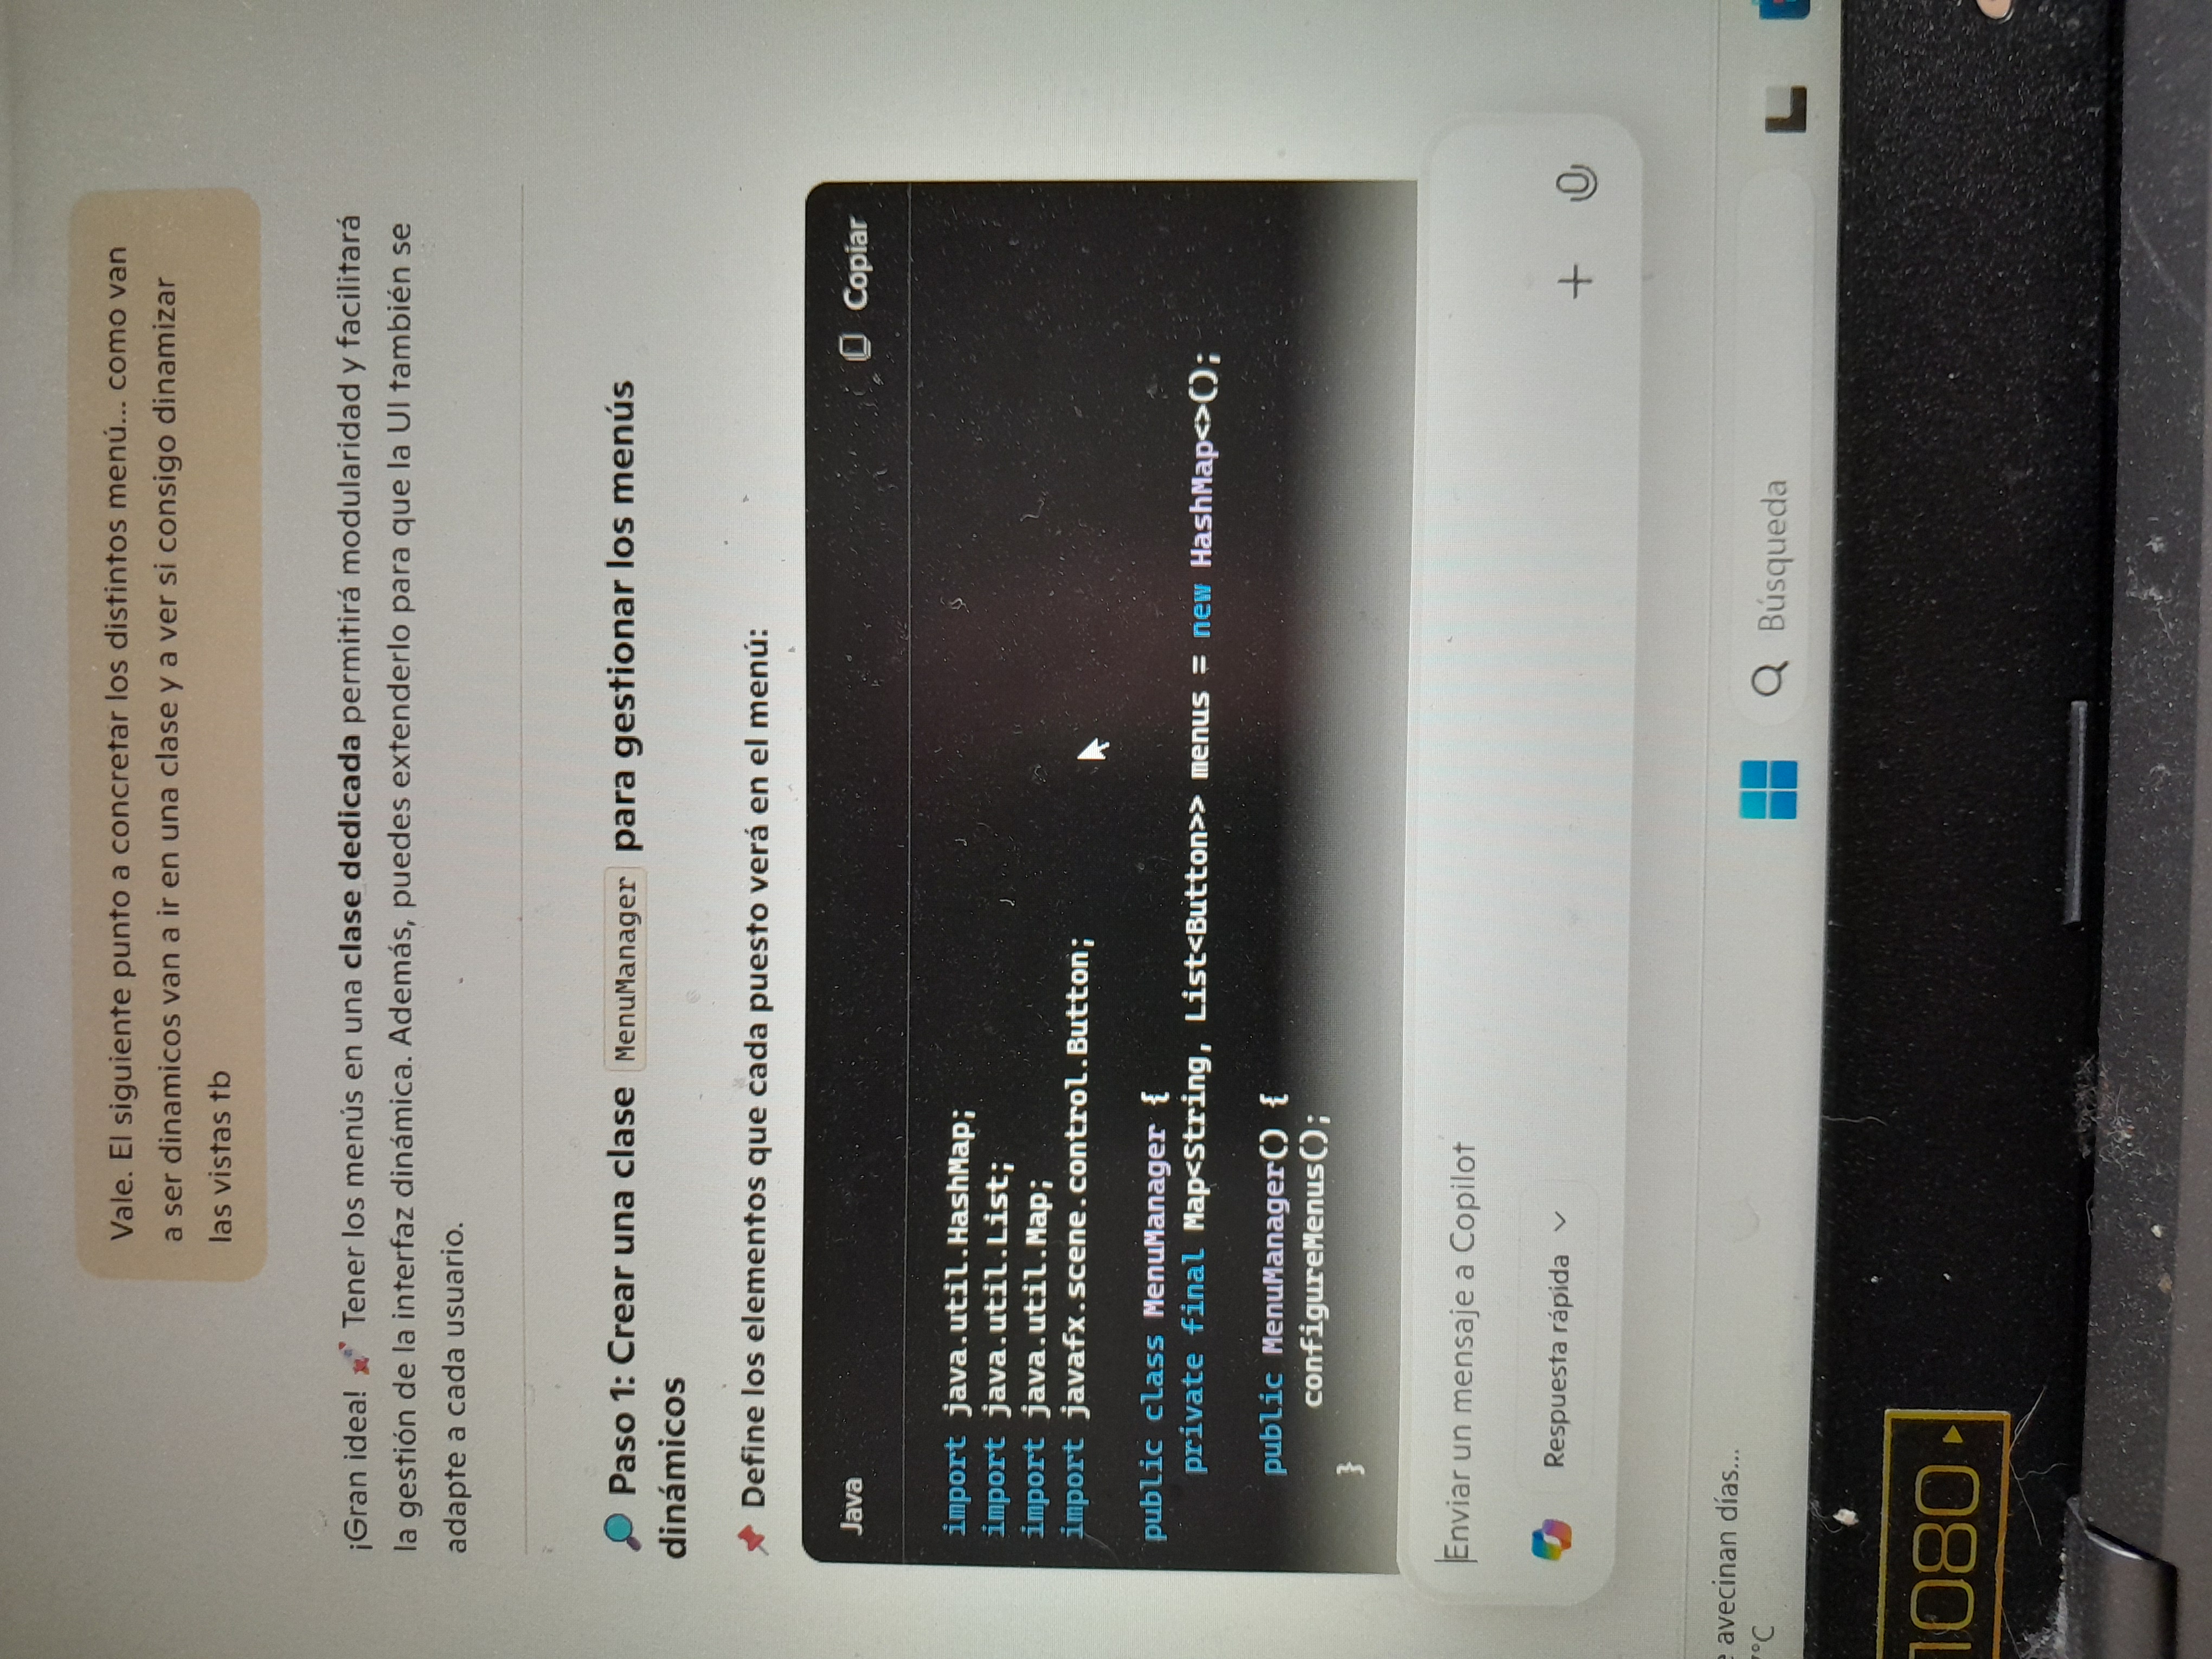 Vale. El siguiente punto a concretar los distintos menú... como van
a ser dinamicos van a ir en una clase y a ver si consigo dinamizar
las vistas tb
¡Gran idea! 🚀 Tener los menús en una clase dedicada permitirá modularidad y facilitará
la gestión de la interfaz dinámica. Además, puedes extenderlo para que la UI también se
adapte a cada usuario.
🔎 Paso 1: Crear una clase MenuManager para gestionar los menús
dinámicos
📌 Define los elementos que cada puesto verá en el menú:
Java
Copiar
import java.util.HashMap;
import java.util.List;
import java.util.Map;
import javafx.scene.control.Button;
public class MenuManager {
private final Map<String, List<Button>> menus = new HashMap<>();
public MenuManager() {
configureMenus();
}
Enviar un mensaje a Copilot
Respuesta rápida
avecinan días...
°C
Búsqueda
1080